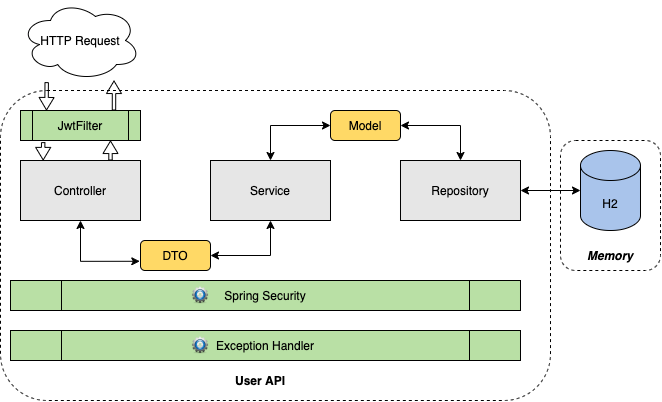 HTTP Request
JwtFilter
Model
Controller
Service
Repository
H2
DTO
Memory
Spring Security
Exception Handler
User API